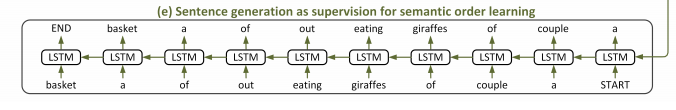 (e) Sentence generation as supervision for semantic order learning
END basket a of out eating giraffes of couple a
LSTM LSTM LSTM LSTM LSTM LSTM LSTM LSTM LSTM LSTM
basket a of out eating giraffes of couple a START